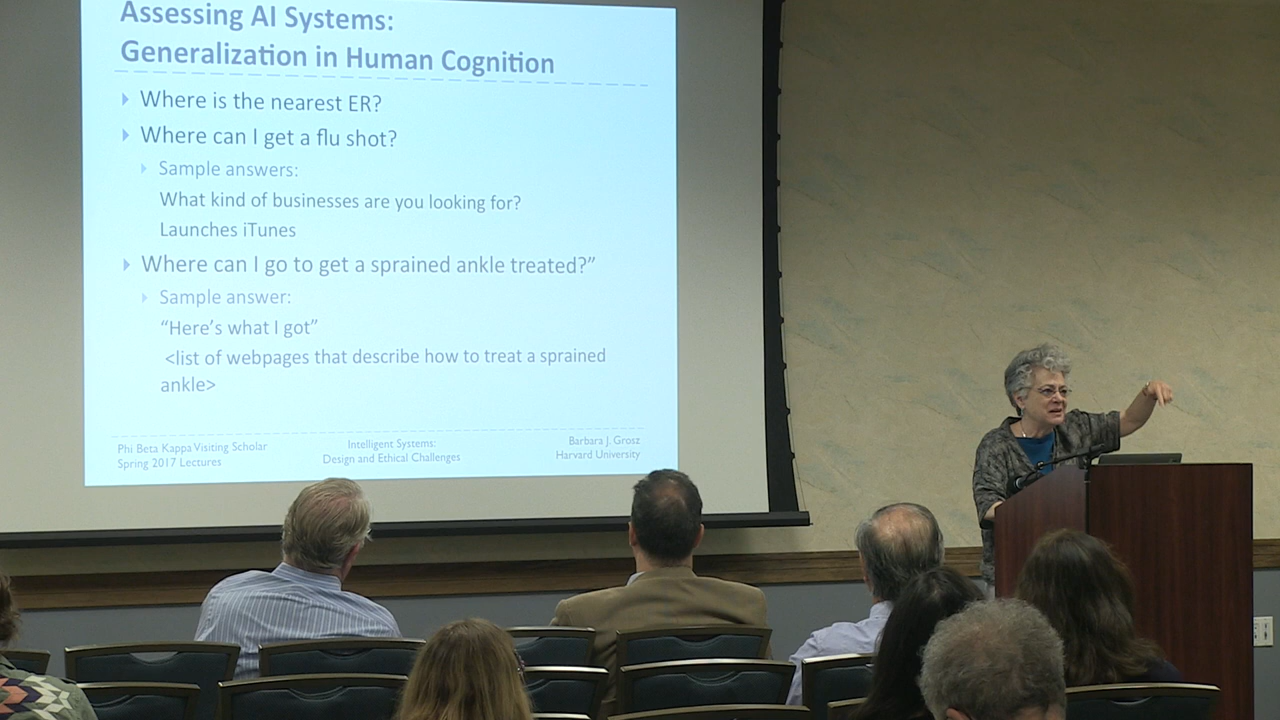 Assessing AI Systems:
Generalization in Human Cognition
Where is the nearest ER?
Where can I get a flu shot?
Sample answers:
What kind of businesses are you looking for?
Launches iTunes
Where can I go to get a sprained ankle treated?”
Sample answer:
“Here’s what I got”
<list of webpages that describe how to treat a sprained
ankle>
Phi Beta Kappa Visiting Scholar
Spring 2017 Lectures
Intelligent Systems:
Design and Ethical Challenges
Barbara J. Grosz
Harvard University